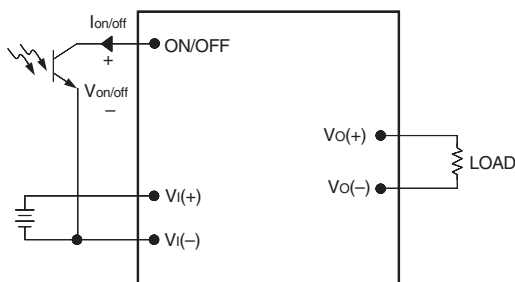 Ion/off
ON/OFF
+
Von/off
–
VO(+)
LOAD
VO(–)
VI(+)
VI(–)